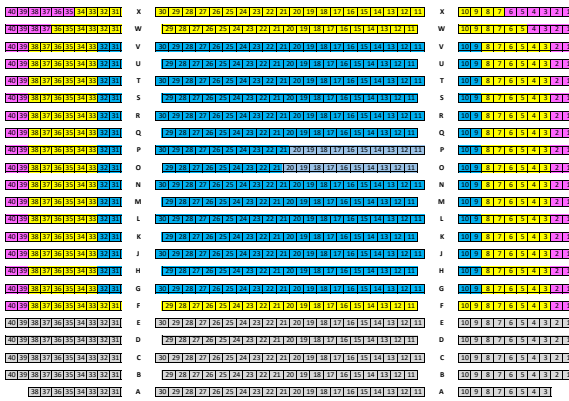 40 39 38 37 36 35 34 33 32 31 X 30 29 28 27 26 25 24 23 22 21 20 19 18 17 16 15 14 13 12 11 X 10 9 8 7 6 5 4 3 2 1
40 39 38 37 36 35 34 33 32 31 W 29 28 27 26 25 24 23 22 21 20 19 18 17 16 15 14 13 12 11 W 10 9 8 7 6 5 4 3 2 1
40 39 38 37 36 35 34 33 32 31 V 30 29 28 27 26 25 24 23 22 21 20 19 18 17 16 15 14 13 12 11 V 10 9 8 7 6 5 4 3 2 1
40 39 38 37 36 35 34 33 32 31 U 29 28 27 26 25 24 23 22 21 20 19 18 17 16 15 14 13 12 11 U 10 9 8 7 6 5 4 3 2 1
40 39 38 37 36 35 34 33 32 31 T 30 29 28 27 26 25 24 23 22 21 20 19 18 17 16 15 14 13 12 11 T 10 9 8 7 6 5 4 3 2 1
40 39 38 37 36 35 34 33 32 31 S 29 28 27 26 25 24 23 22 21 20 19 18 17 16 15 14 13 12 11 S 10 9 8 7 6 5 4 3 2 1
40 39 38 37 36 35 34 33 32 31 R 30 29 28 27 26 25 24 23 22 21 20 19 18 17 16 15 14 13 12 11 R 10 9 8 7 6 5 4 3 2 1
40 39 38 37 36 35 34 33 32 31 Q 29 28 27 26 25 24 23 22 21 20 19 18 17 16 15 14 13 12 11 Q 10 9 8 7 6 5 4 3 2 1
40 39 38 37 36 35 34 33 32 31 P 30 29 28 27 26 25 24 23 22 21 20 19 18 17 16 15 14 13 12 11 P 10 9 8 7 6 5 4 3 2 1
40 39 38 37 36 35 34 33 32 31 O 29 28 27 26 25 24 23 22 21 20 19 18 17 16 15 14 13 12 11 O 10 9 8 7 6 5 4 3 2 1
40 39 38 37 36 35 34 33 32 31 N 30 29 28 27 26 25 24 23 22 21 20 19 18 17 16 15 14 13 12 11 N 10 9 8 7 6 5 4 3 2 1
40 39 38 37 36 35 34 33 32 31 M 29 28 27 26 25 24 23 22 21 20 19 18 17 16 15 14 13 12 11 M 10 9 8 7 6 5 4 3 2 1
40 39 38 37 36 35 34 33 32 31 L 30 29 28 27 26 25 24 23 22 21 20 19 18 17 16 15 14 13 12 11 L 10 9 8 7 6 5 4 3 2 1
40 39 38 37 36 35 34 33 32 31 K 29 28 27 26 25 24 23 22 21 20 19 18 17 16 15 14 13 12 11 K 10 9 8 7 6 5 4 3 2 1
40 39 38 37 36 35 34 33 32 31 J 30 29 28 27 26 25 24 23 22 21 20 19 18 17 16 15 14 13 12 11 J 10 9 8 7 6 5 4 3 2 1
40 39 38 37 36 35 34 33 32 31 H 29 28 27 26 25 24 23 22 21 20 19 18 17 16 15 14 13 12 11 H 10 9 8 7 6 5 4 3 2 1
40 39 38 37 36 35 34 33 32 31 G 30 29 28 27 26 25 24 23 22 21 20 19 18 17 16 15 14 13 12 11 G 10 9 8 7 6 5 4 3 2 1
40 39 38 37 36 35 34 33 32 31 F 29 28 27 26 25 24 23 22 21 20 19 18 17 16 15 14 13 12 11 F 10 9 8 7 6 5 4 3 2 1
40 39 38 37 36 35 34 33 32 31 E 30 29 28 27 26 25 24 23 22 21 20 19 18 17 16 15 14 13 12 11 E 10 9 8 7 6 5 4 3 2 1
40 39 38 37 36 35 34 33 32 31 D 29 28 27 26 25 24 23 22 21 20 19 18 17 16 15 14 13 12 11 D 10 9 8 7 6 5 4 3 2 1
40 39 38 37 36 35 34 33 32 31 C 30 29 28 27 26 25 24 23 22 21 20 19 18 17 16 15 14 13 12 11 C 10 9 8 7 6 5 4 3 2 1
40 39 38 37 36 35 34 33 32 31 B 29 28 27 26 25 24 23 22 21 20 19 18 17 16 15 14 13 12 11 B 10 9 8 7 6 5 4 3 2 1
38 37 36 35 34 33 32 31 A 30 29 28 27 26 25 24 23 22 21 20 19 18 17 16 15 14 13 12 11 A 10 9 8 7 6 5 4 3